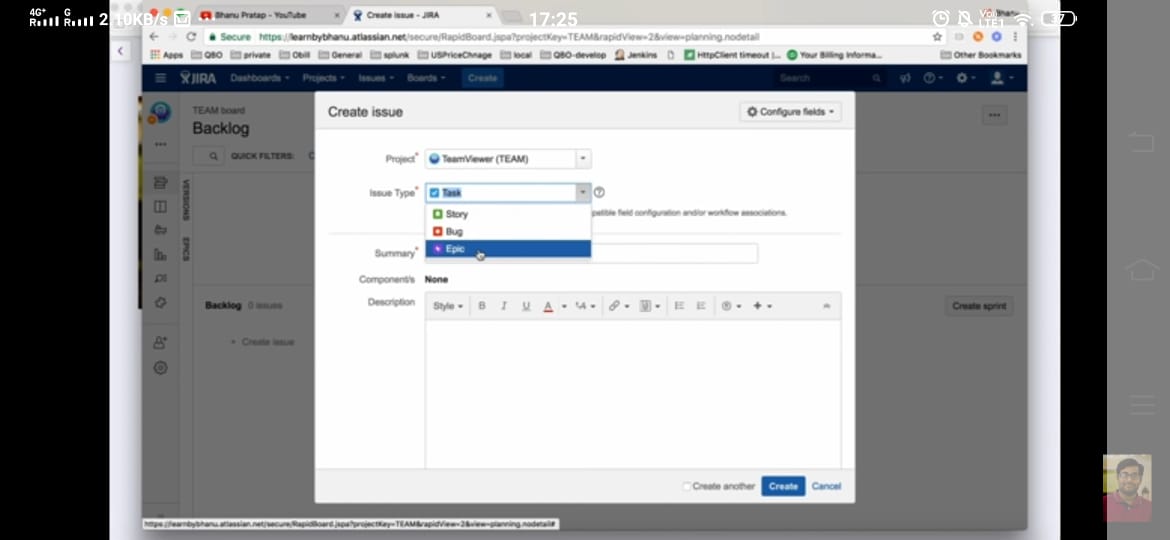 4G+ G 2.10KB/s 17:25 VoD LTE1 37
Bhanu Pratap - YouTube × Create issue - JIRA ×
Secure https://learnbybhanu.atlassian.net/secure/RapidBoard.jspa?projectKey=TEAM&rapidView=2&view=planning.nodetail
Apps QBO private Obill General splunk USPriceChnage local QBO-develop Jenkins HttpClient timeout |... Your Billing Informa... Other Bookmarks
JIRA Dashboards Projects Issues Boards Create Search
TEAM board
Backlog
QUICK FILTERS:
VERSIONS
EPICS
Backlog 0 issues
+ Create issue
Create sprint
Create issue Configure fields
Project* TeamViewer (TEAM)
Issue Type* Task
Story
patible field configuration and/or workflow associations.
Bug
Epic
Summary*
Component/s None
Description Style B I U A
Create another Create Cancel
https://learnbybhanu.atlassian.net/secure/RapidBoard.jspa?projectKey=TEAM&rapidView=2&view=planning.nodetail#